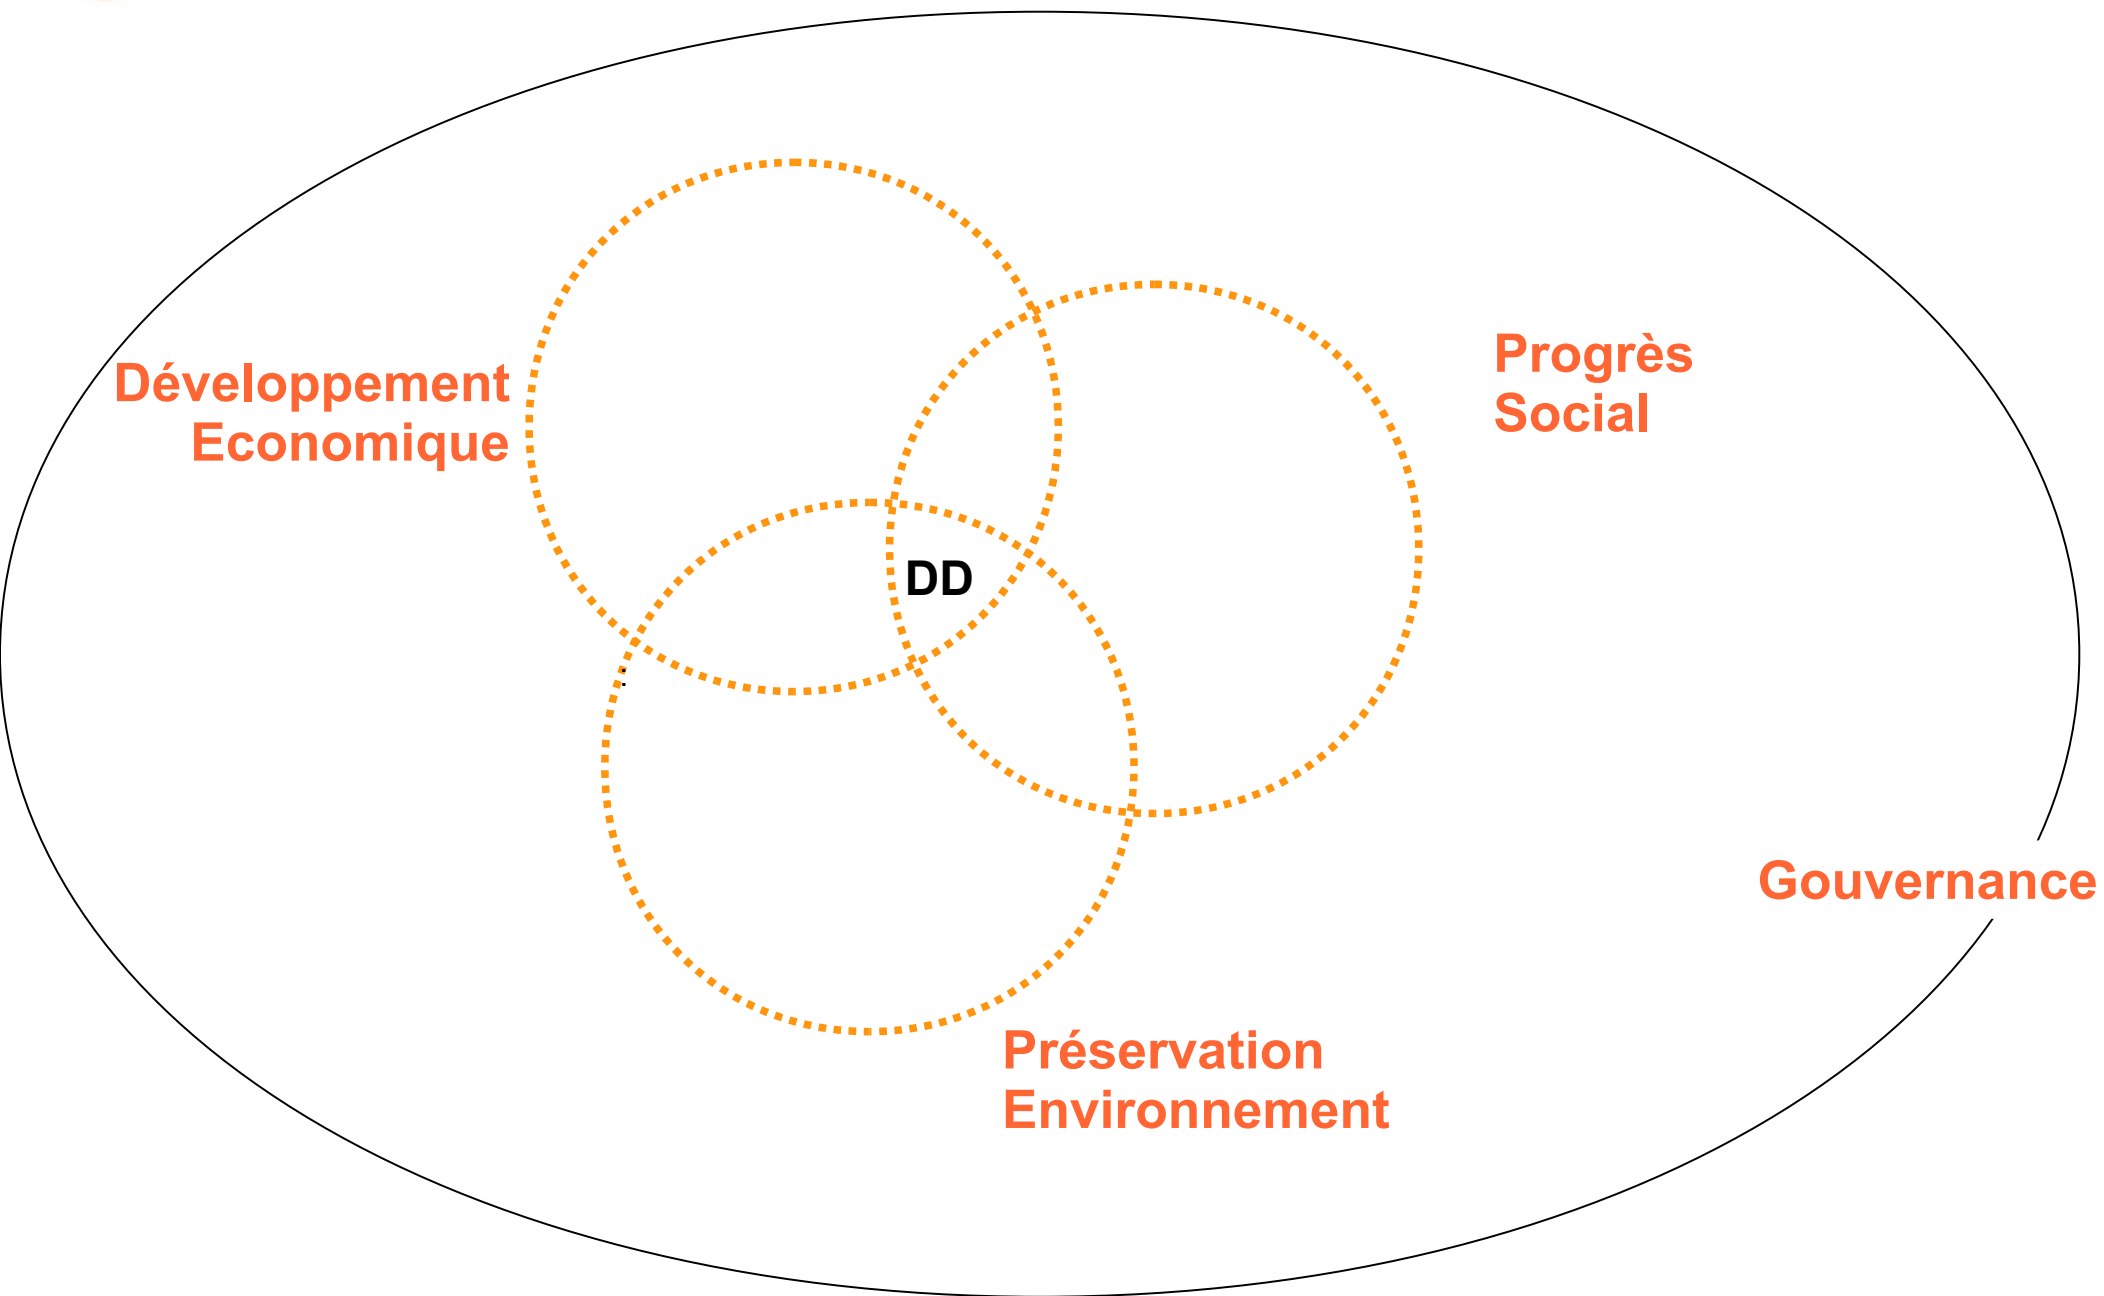 Développement
Economique
Progrès
Social
DD
:
Gouvernance
Préservation
Environnement